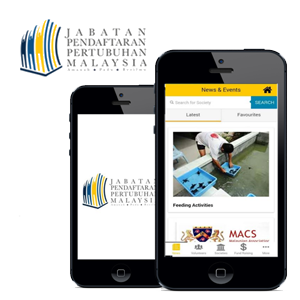 JABATAN
PENDAFTARAN
PERTUBUHAN
MALAYSIA
JABATAN
PENDAFTARAN
PERTUBUHAN
MALAYSIA
News & Events
Search for Society
SEARCH
Latest
Favourites
Feeding Activities
MACS